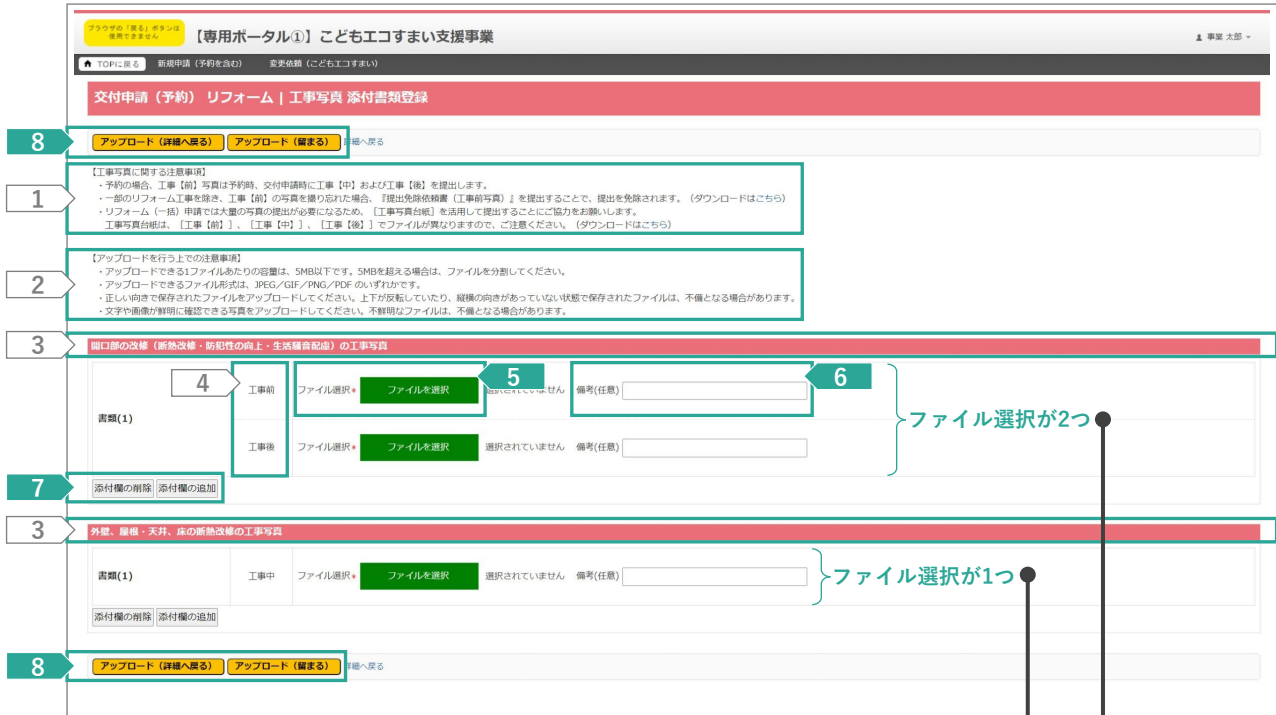 ブラウザの「戻る」ボタンは
使用できません
【専用ポータル①】こどもエコすまい支援事業
事業 太郎
TOPに戻る 新規申請（予約を含む） 変更依頼（こどもエコすまい）
交付申請（予約） リフォーム | 工事写真 添付書類登録
8 アップロード（詳細へ戻る） アップロード（留まる） 詳細へ戻る
1
【工事写真に関する注意事項】
・予約の場合、工事【前】写真は予約時、交付申請時に工事【中】および工事【後】を提出します。
・一部のリフォーム工事を除き、工事【前】の写真を撮り忘れた場合、『提出免除依頼書（工事前写真）』を提出することで、提出を免除されます。（ダウンロードはこちら）
・リフォーム（一括）申請では大量の写真の提出が必要になるため、［工事写真台紙］を活用して提出することにご協力をお願いします。
工事写真台紙は、［工事【前】］、［工事【中】］、［工事【後】］でファイルが異なりますので、ご注意ください。（ダウンロードはこちら）
2
【アップロードを行う上での注意事項】
・アップロードできる1ファイルあたりの容量は、5MB以下です。5MBを超える場合は、ファイルを分割してください。
・アップロードできるファイル形式は、JPEG／GIF／PNG／PDF のいずれかです。
・正しい向きで保存されたファイルをアップロードしてください。上下が反転していたり、縦横の向きがあっていない状態で保存されたファイルは、不備となる場合があります。
・文字や画像が鮮明に確認できる写真をアップロードしてください。不鮮明なファイルは、不備となる場合があります。
3 開口部の改修（断熱改修・防犯性の向上・生活騒音配慮）の工事写真
書類(1)
4 工事前 ファイル選択* ファイルを選択 5 選択されていません 備考(任意) 6
工事後 ファイル選択* ファイルを選択 選択されていません 備考(任意)
ファイル選択が2つ
7 添付欄の削除 添付欄の追加
3 外壁、屋根・天井、床の断熱改修の工事写真
書類(1) 工事中 ファイル選択* ファイルを選択 選択されていません 備考(任意)
ファイル選択が1つ
添付欄の削除 添付欄の追加
8 アップロード（詳細へ戻る） アップロード（留まる） 詳細へ戻る